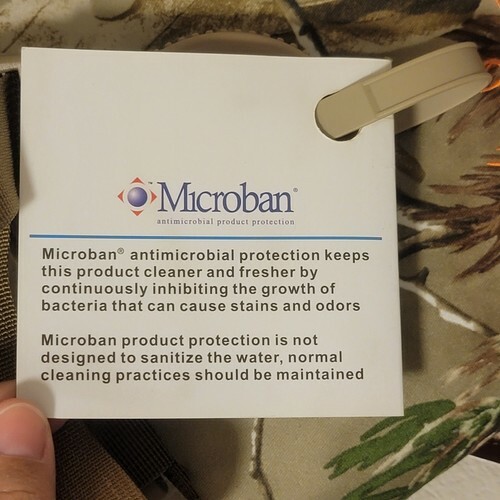 Microban®
antimicrobial product protection
Microban® antimicrobial protection keeps
this product cleaner and fresher by
continuously inhibiting the growth of
bacteria that can cause stains and odors
Microban product protection is not
designed to sanitize the water, normal
cleaning practices should be maintained